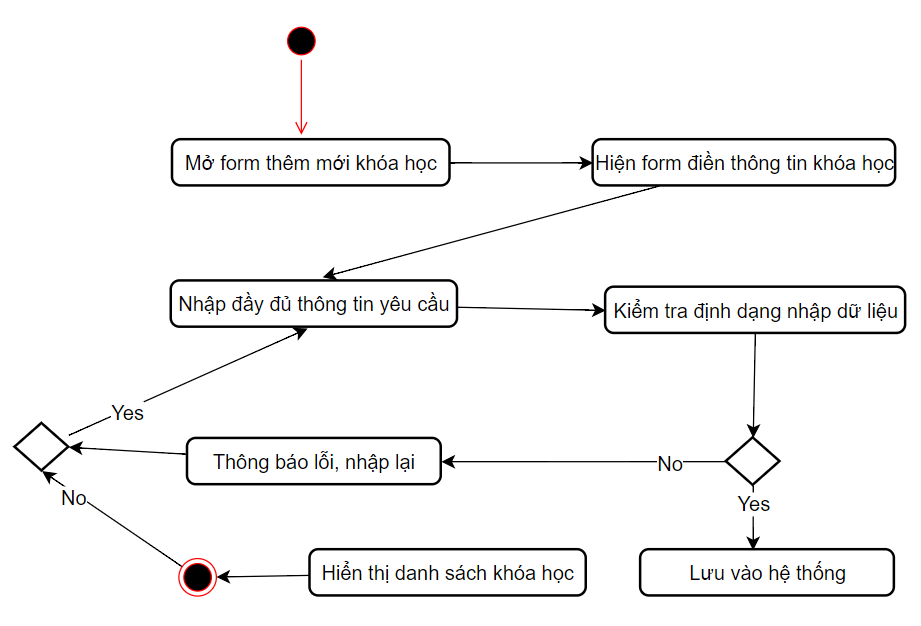 Mở form thêm mới khóa học
Hiện form điền thông tin khóa học
Nhập đầy đủ thông tin yêu cầu
Kiểm tra định dạng nhập dữ liệu
Yes
Thông báo lỗi, nhập lại
No
No
Yes
Hiển thị danh sách khóa học
Lưu vào hệ thống